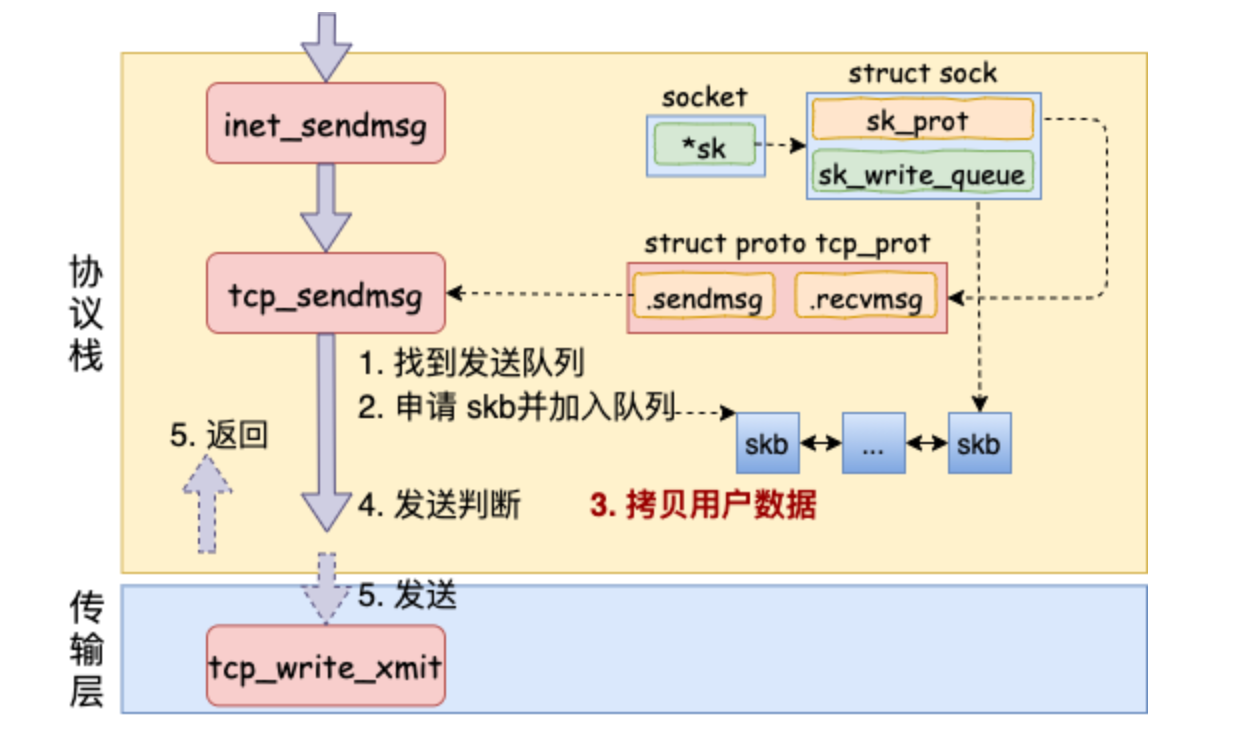 inet_sendmsg
socket
*sk
struct sock
sk_prot
sk_write_queue
协议栈
tcp_sendmsg
struct proto tcp_prot
.sendmsg
.recvmsg
1. 找到发送队列
2. 申请 skb并加入队列
skb
...
skb
5. 返回
4. 发送判断
3. 拷贝用户数据
传输层
5. 发送
tcp_write_xmit